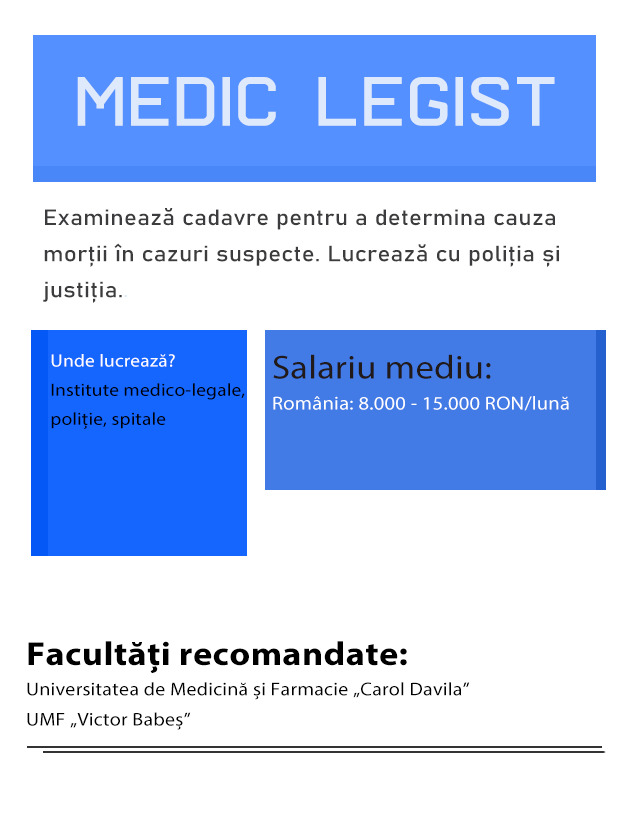 MEDIC LEGIST
Examinează cadavre pentru a determina cauza
morții în cazuri suspecte. Lucrează cu poliția și
justiția.
Unde lucrează?
Institute medico-legale,
poliție, spitale
Salariu mediu:
România: 8.000 - 15.000 RON/lună
Facultăți recomandate:
Universitatea de Medicină și Farmacie „Carol Davila”
UMF „Victor Babeș”